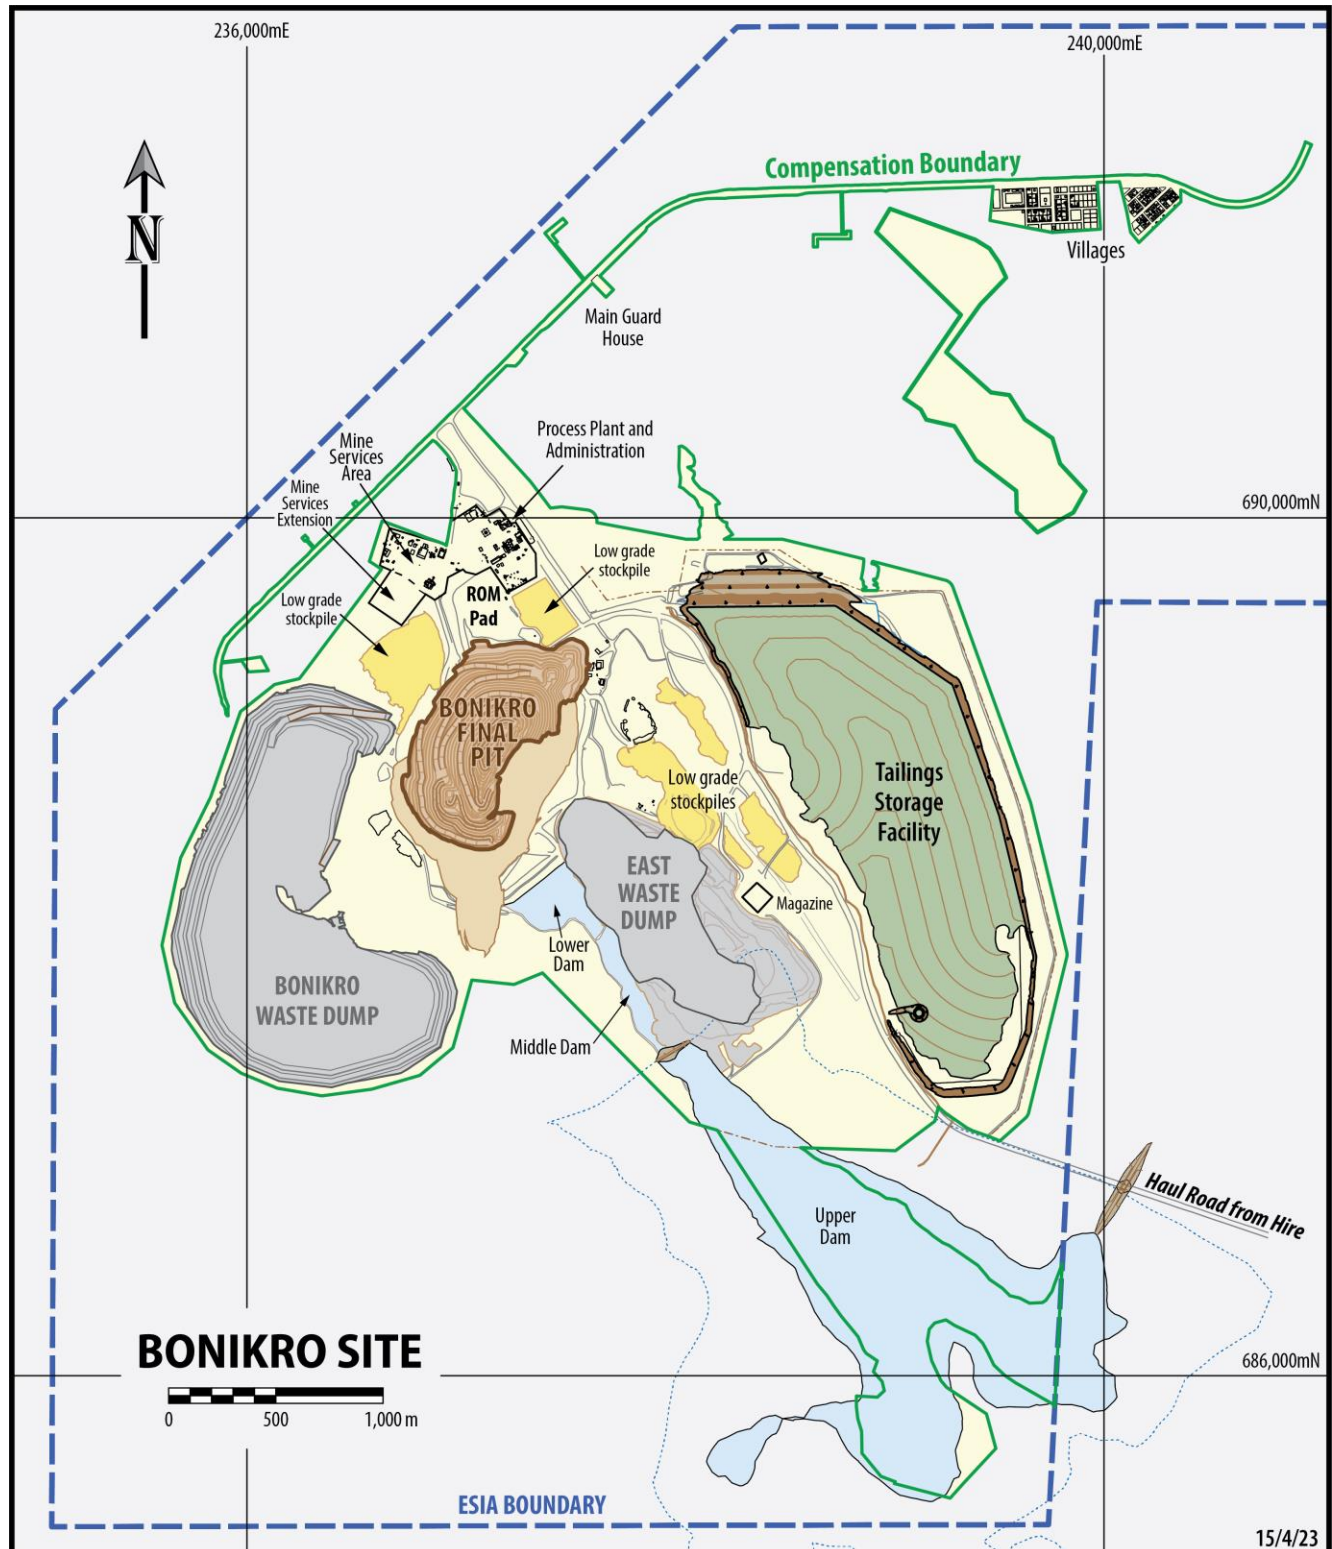 236,000mE
240,000mE
Compensation Boundary
N
Villages
Main Guard
House
Process Plant and
Administration
Mine
Services
Area
Mine
Services
Extension
690,000mN
Low grade
stockpile
ROM
Pad
Low grade
stockpile
BONIKRO
FINAL
PIT
Low grade
stockpiles
Tailings
Storage
Facility
EAST
WASTE
DUMP
Magazine
Lower
Dam
BONIKRO
WASTE DUMP
Middle Dam
Haul Road from Hire
Upper
Dam
BONIKRO SITE
686,000mN
0 500 1,000 m
ESIA BOUNDARY
15/4/23